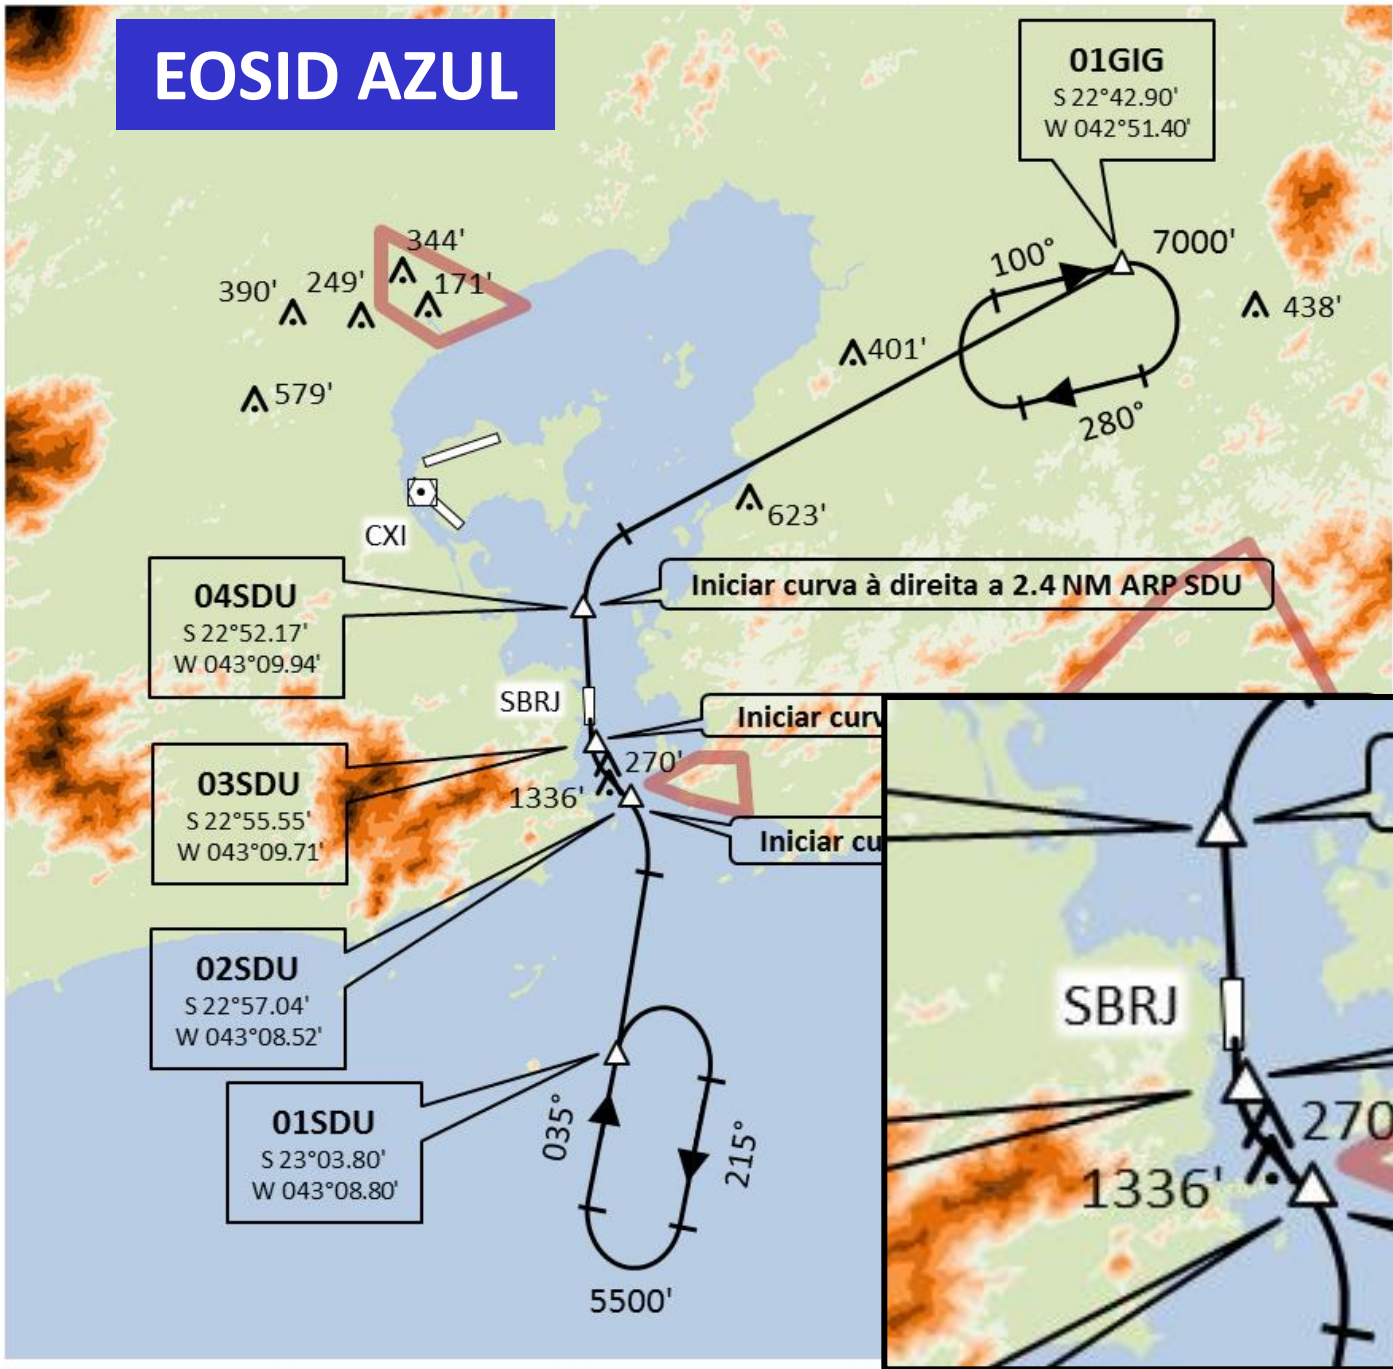 EOSID AZUL
01GIG
S 22°42.90'
W 042°51.40'
7000'
100°
280°
438'
344'
171'
249'
390'
579'
401'
623'
CXI
Iniciar curva à direita a 2.4 NM ARP SDU
04SDU
S 22°52.17'
W 043°09.94'
SBRJ
Iniciar curv
270'
1336'
03SDU
S 22°55.55'
W 043°09.71'
Iniciar cu
02SDU
S 22°57.04'
W 043°08.52'
01SDU
S 23°03.80'
W 043°08.80'
035°
215°
5500'
SBRJ
270
1336'